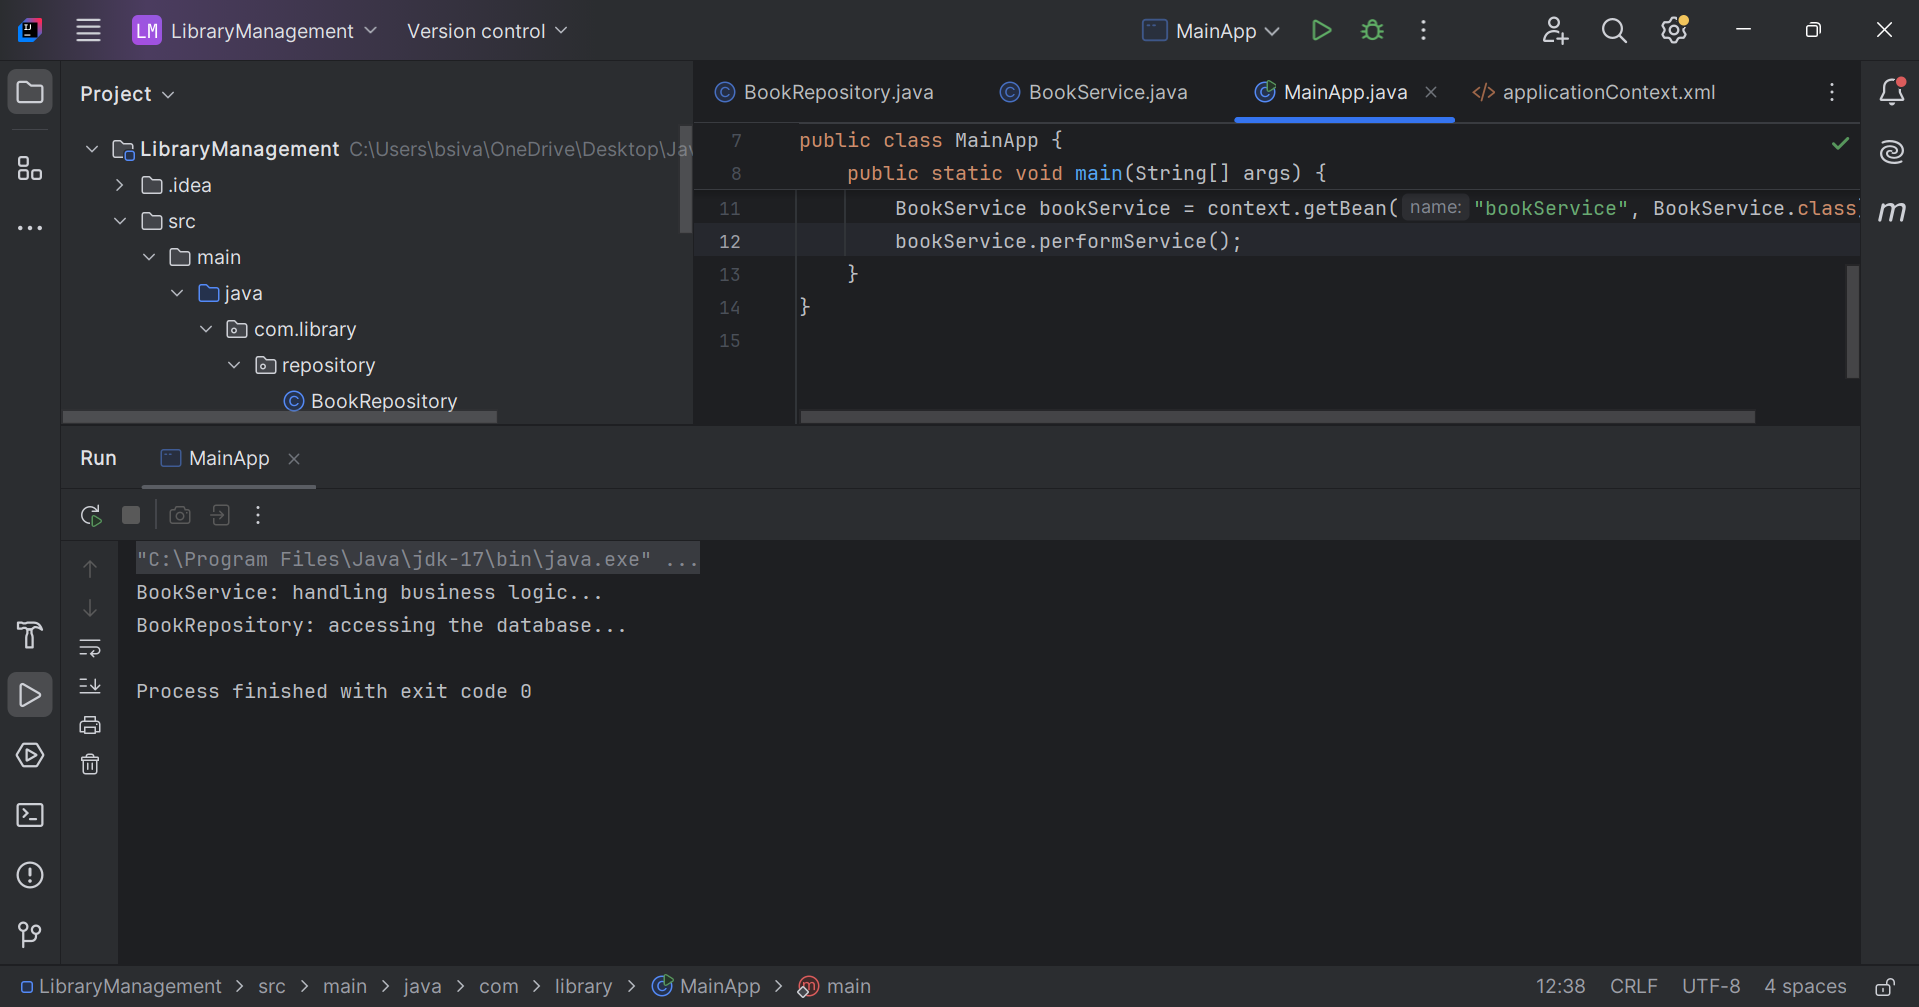 LM LibraryManagement Version control MainApp
Project
LibraryManagement C:\Users\bsiva\OneDrive\Desktop\Jav
.idea
src
main
java
com.library
repository
BookRepository
BookRepository.java BookService.java MainApp.java </> applicationContext.xml
7 public class MainApp {
8 public static void main(String[] args) {
11 BookService bookService = context.getBean( name: "bookService", BookService.class
12 bookService.performService();
13 }
14 }
15
Run MainApp
"C:\Program Files\Java\jdk-17\bin\java.exe" ...
BookService: handling business logic...
BookRepository: accessing the database...
Process finished with exit code 0
LibraryManagement > src > main > java > com > library > MainApp > main 12:38 CRLF UTF-8 4 spaces